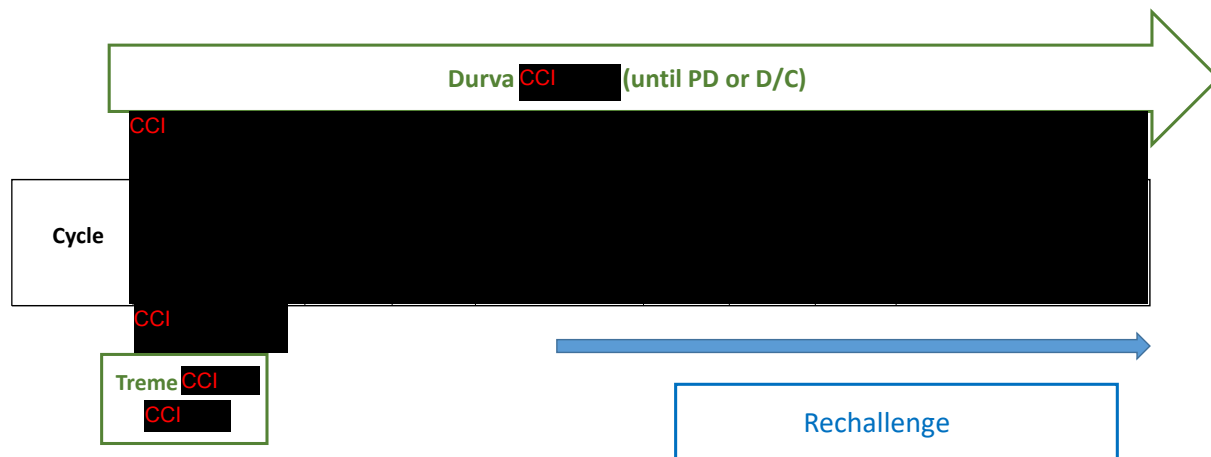 Durva CCI (until PD or D/C)
CCI
Cycle
CCI
Treme CCI
CCI
Rechallenge